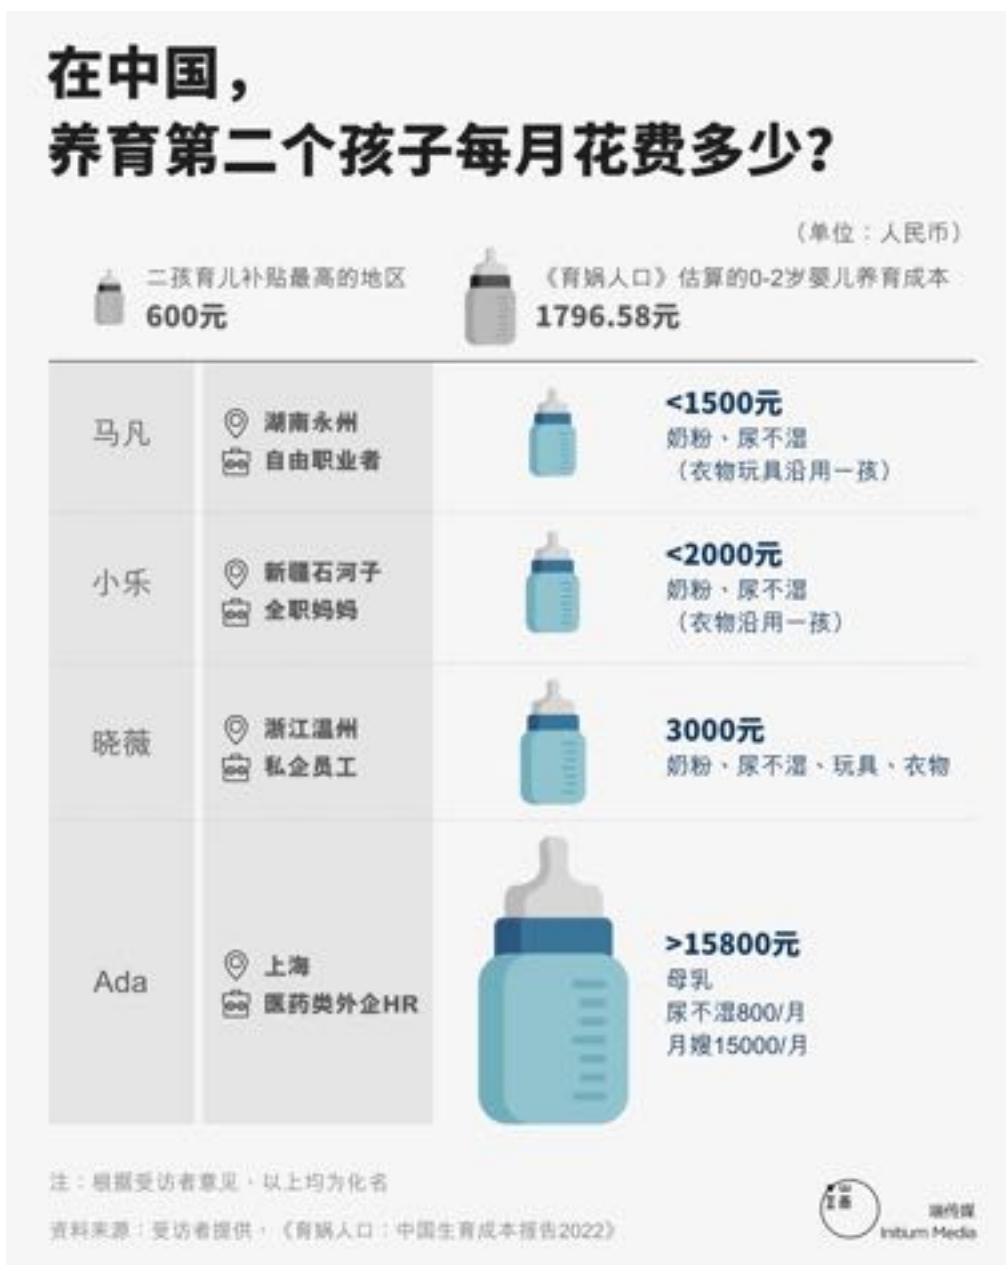 在中国，
养育第二个孩子每月花费多少？
（单位：人民币）
二孩育儿补贴最高的地区
600元
《育娲人口》估算的0-2岁婴儿养育成本
1796.58元
马凡
湖南永州
自由职业者
<1500元
奶粉、尿不湿
（衣物玩具沿用一孩）
小乐
新疆石河子
全职妈妈
<2000元
奶粉、尿不湿
（衣物沿用一孩）
晓薇
浙江温州
私企员工
3000元
奶粉、尿不湿、玩具、衣物
Ada
上海
医药类外企HR
>15800元
母乳
尿不湿800/月
月嫂15000/月
注：根据受访者意见，以上均为化名
资料来源：受访者提供，《育娲人口：中国生育成本报告2022》
端传媒
Initium Media